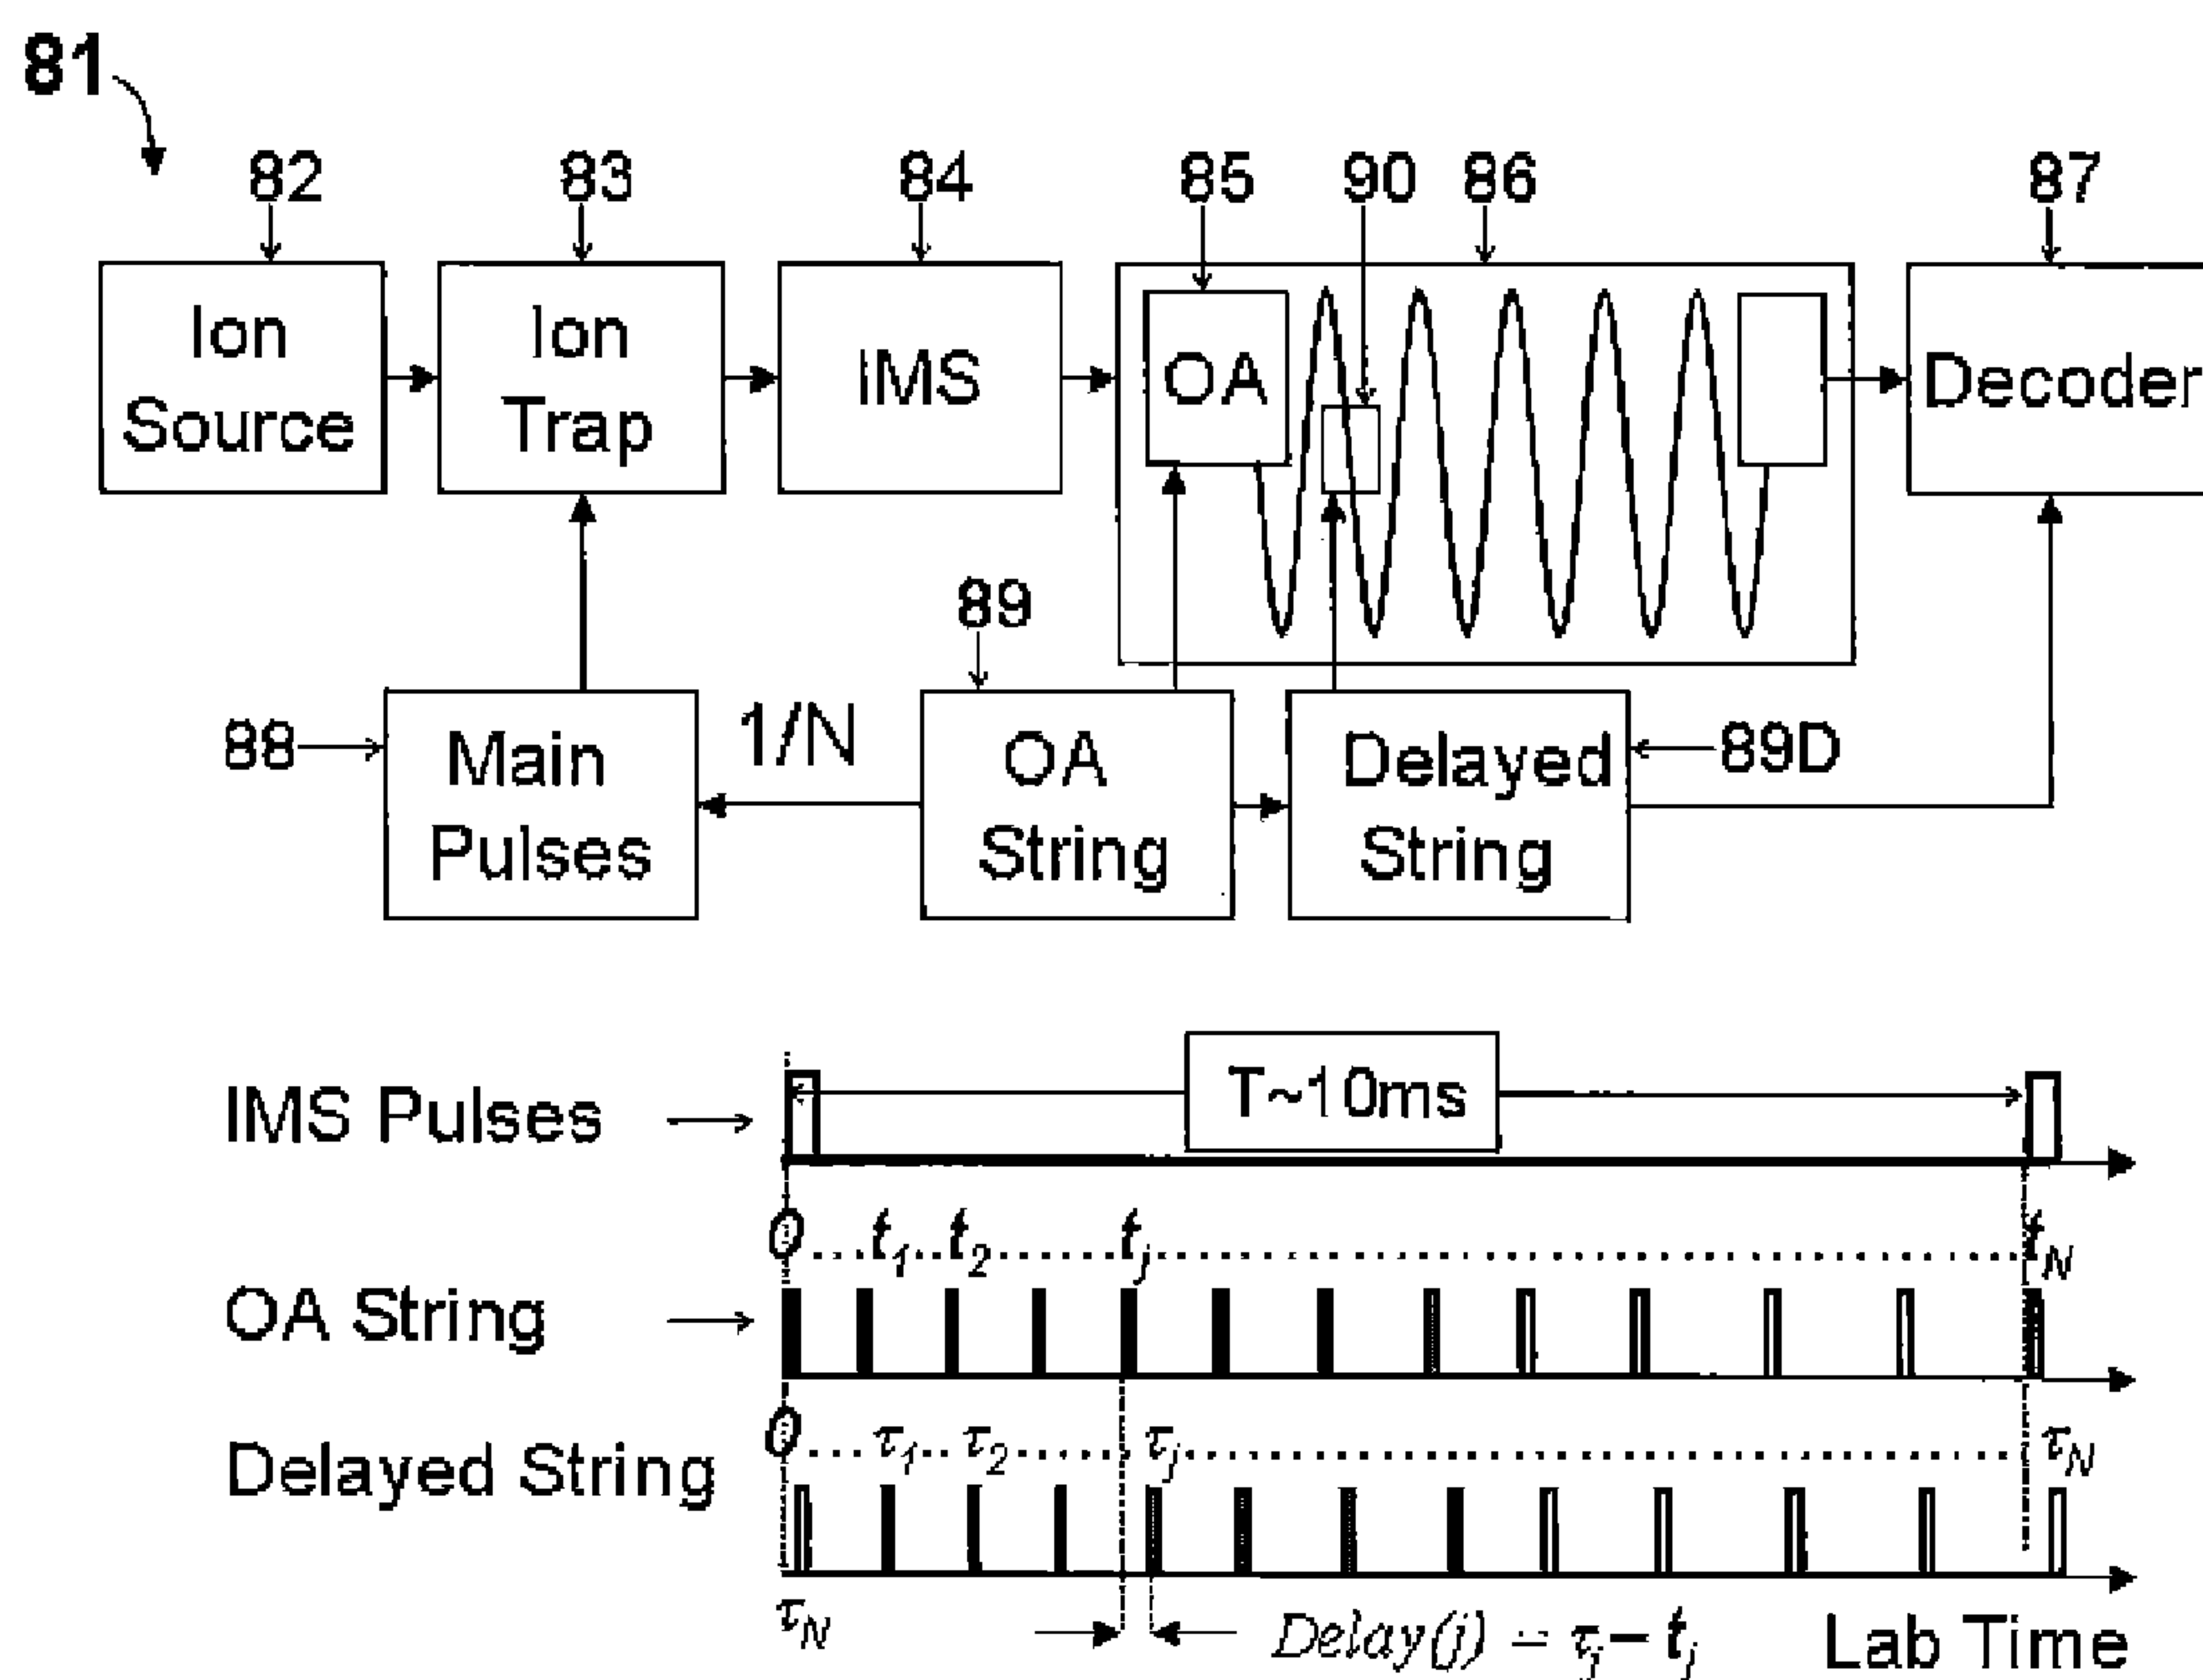 81
82 83 84 85 90 86 87
Ion Source
Ion Trap
IMS
OA
Decoder
89
88
Main Pulses
1/N
OA String
Delayed String
89D
IMS Pulses
T~10ms
0 t1 t2 tj tN
OA String
0 τ1 τ2 τj τN
Delayed String
τN
Delay(j) = τj – tj
Lab Time